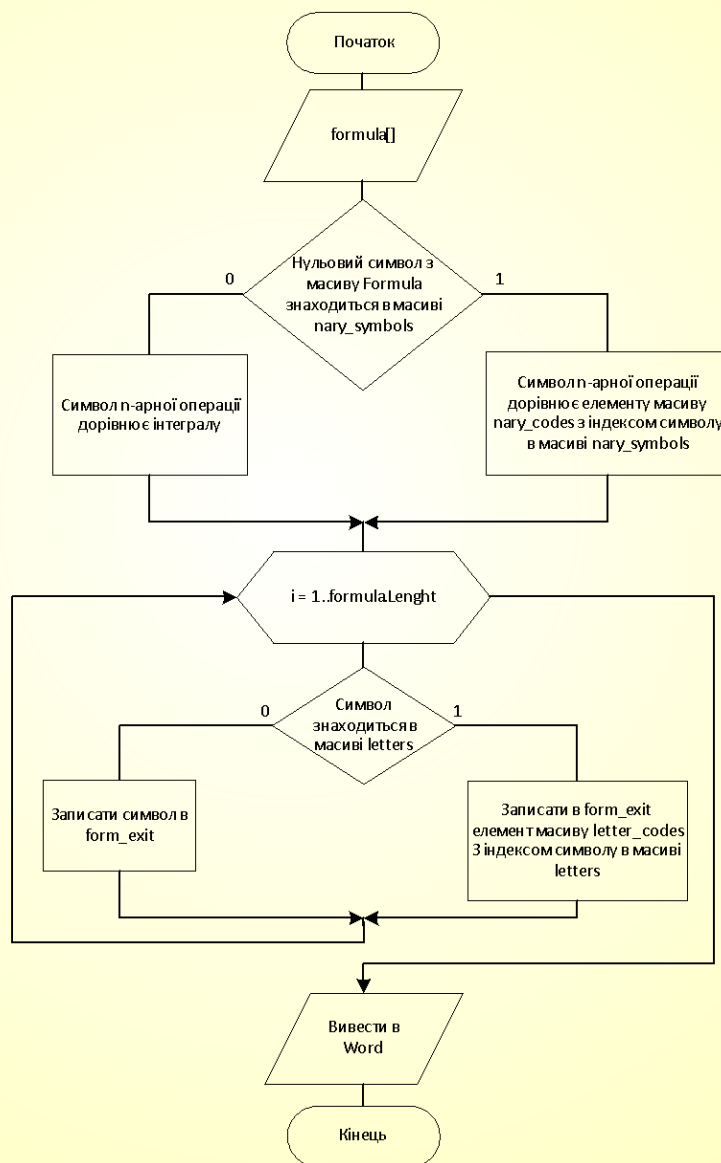 Початок
formula[]
Нульовий символ з
масиву Formula
знаходиться в масиві
nary_symbols
0
1
Символ n-арної операції
дорівнює інтегралу
Символ n-арної операції
дорівнює елементу масиву
nary_codes з індексом символу
в масиві nary_symbols
i = 1..formula.Lenght
Символ
знаходиться в
масиві letters
0
1
Записати символ в
form_exit
Записати в form_exit
елемент масиву letter_codes
З індексом символу в масиві
letters
Вивести в
Word
Кінець